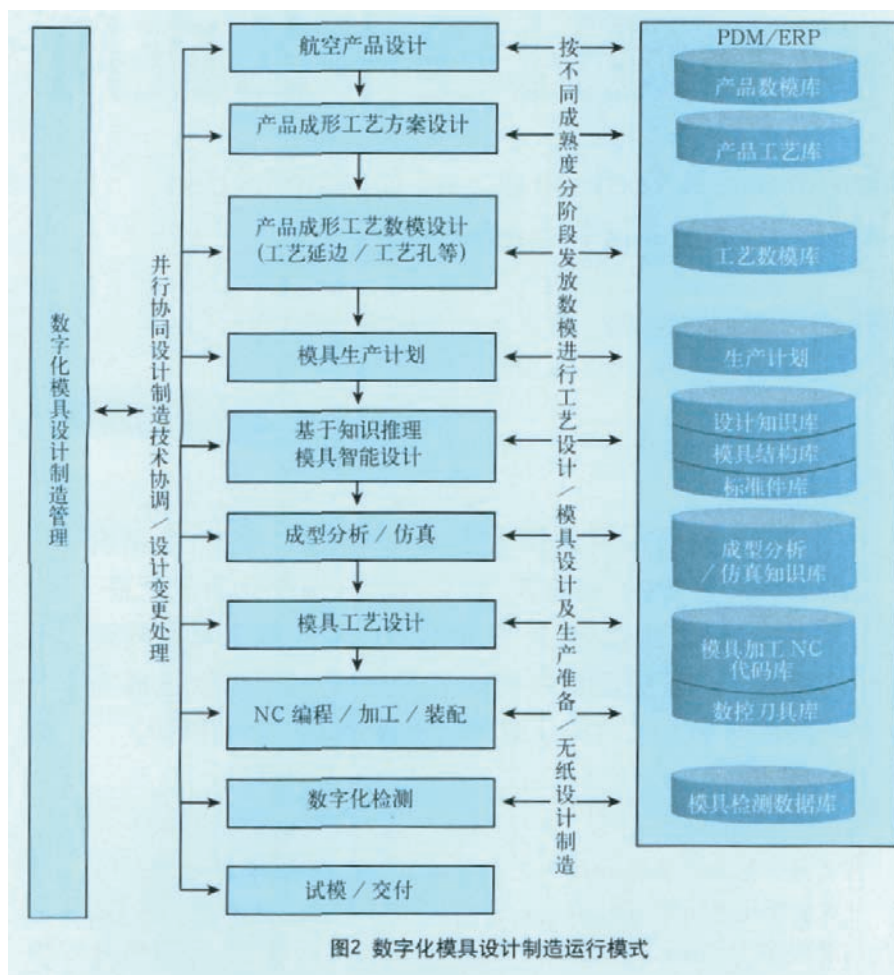 数字化模具设计制造管理
并行协同设计制造技术协调/设计变更处理
航空产品设计
产品成形工艺方案设计
产品成形工艺数模设计
(工艺延边/工艺孔等)
模具生产计划
基于知识推理
模具智能设计
成型分析/仿真
模具工艺设计
NC 编程/加工/装配
数字化检测
试模/交付
按不同成熟度分阶段发放数模进行工艺设计/模具设计及生产准备/无纸设计制造
PDM/ERP
产品数模库
产品工艺库
工艺数模库
生产计划
设计知识库
模具结构库
标准件库
成型分析
/仿真知识库
模具加工 NC
代码库
数控刀具库
模具检测数据库
图2 数字化模具设计制造运行模式